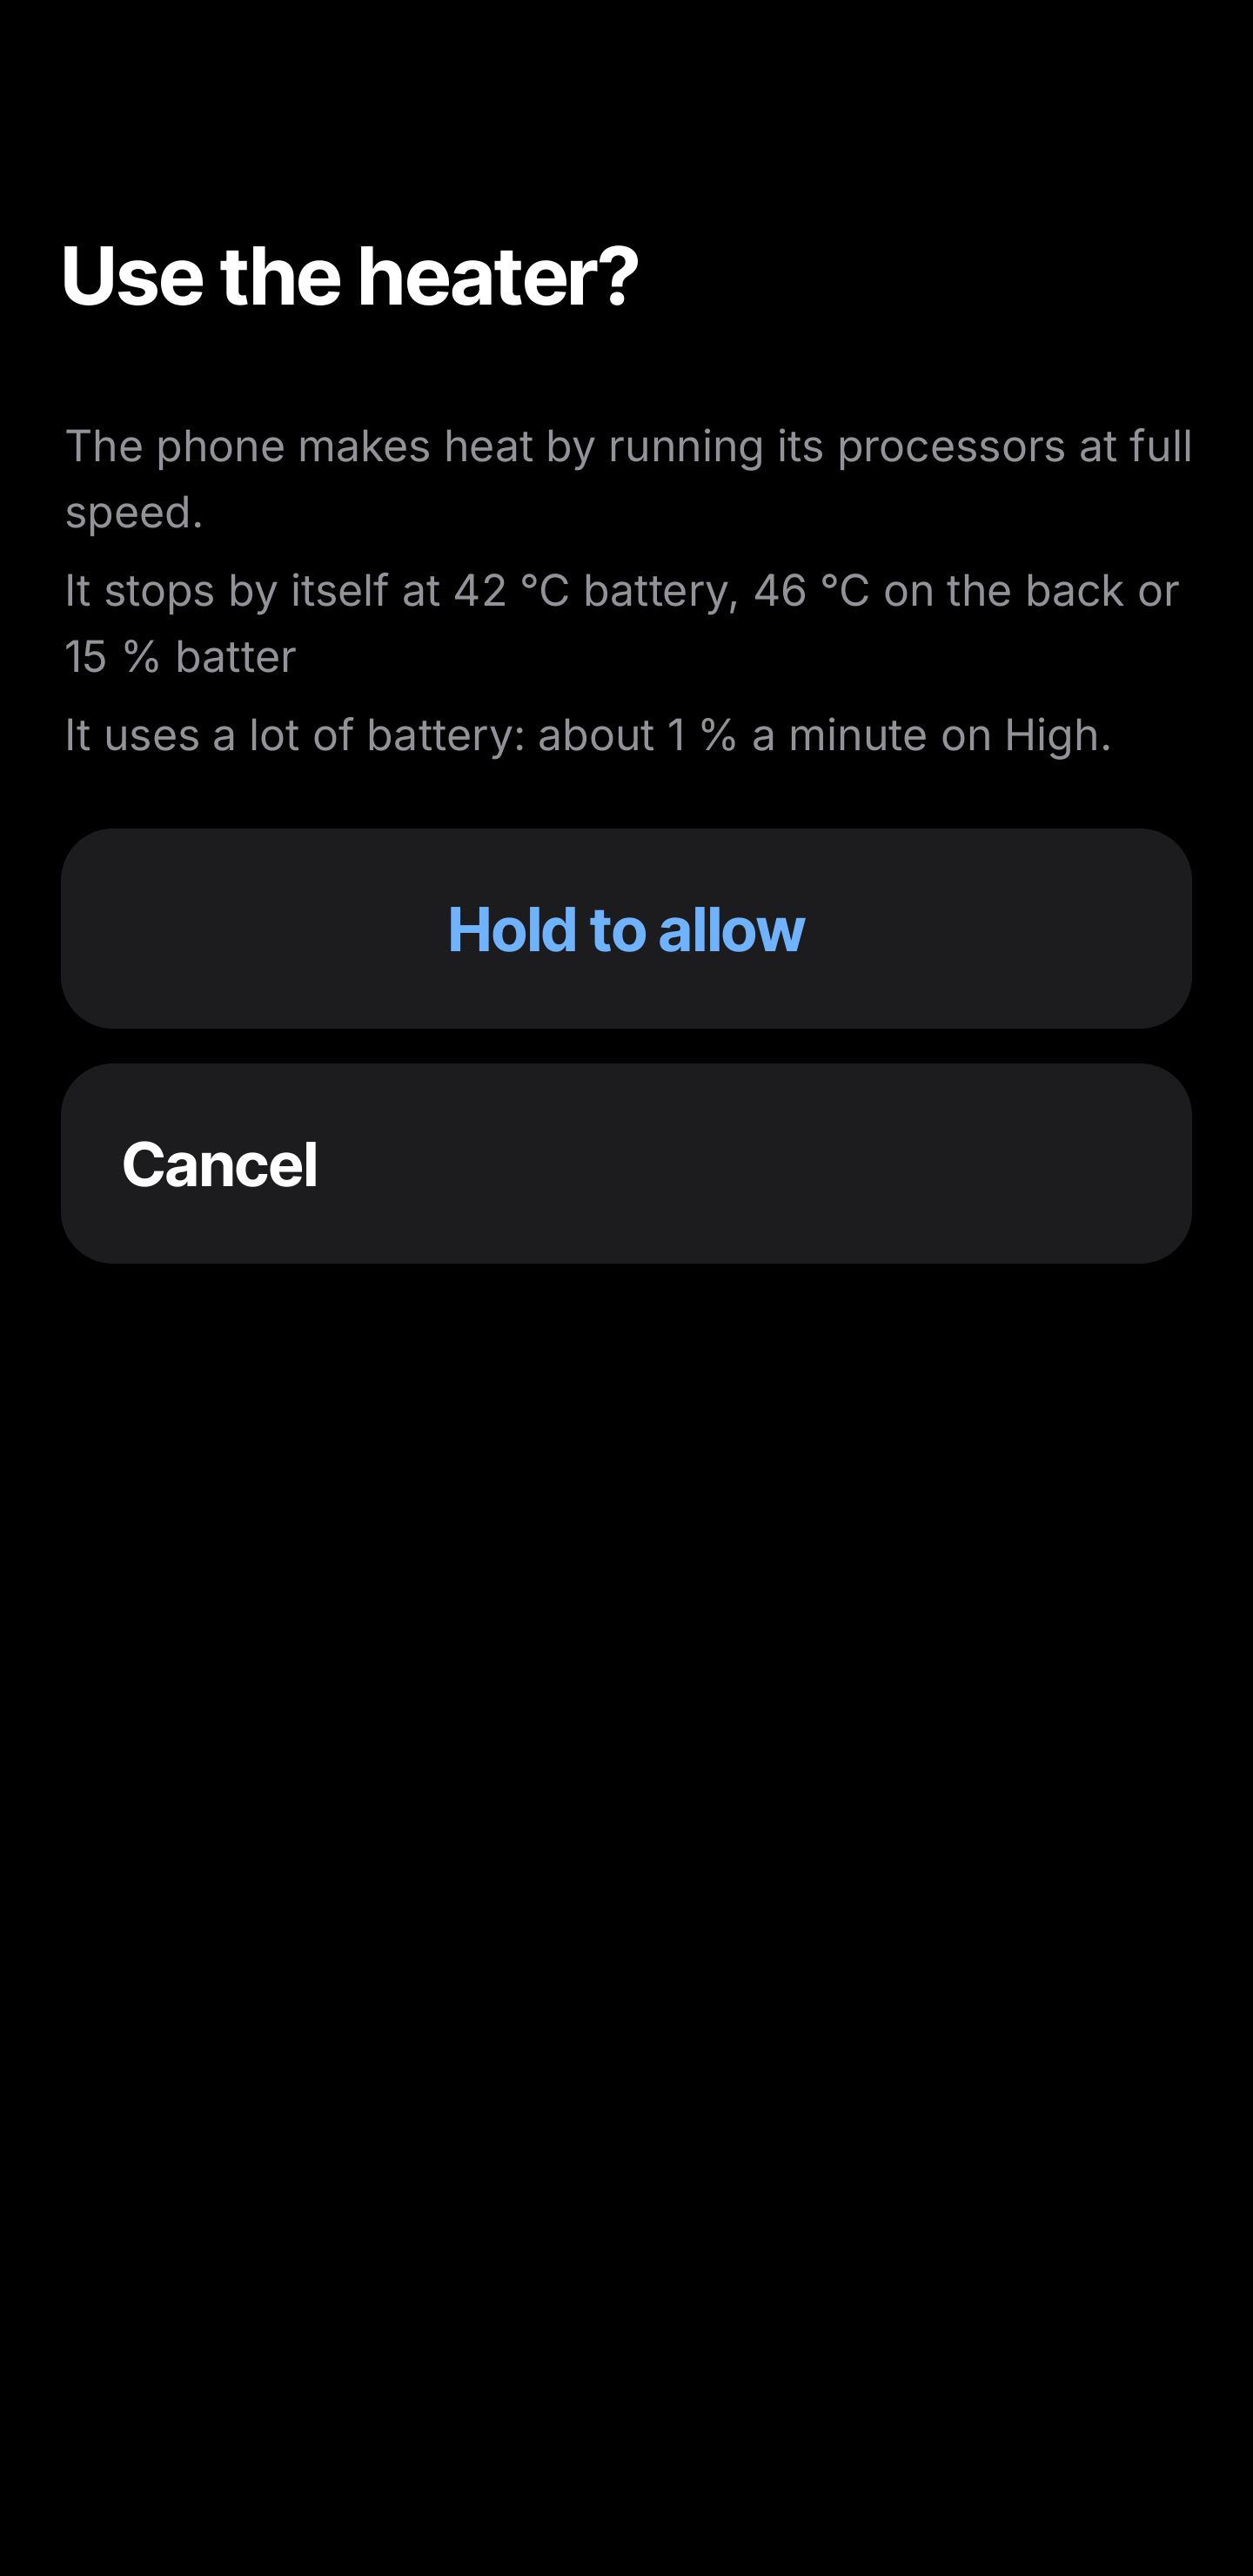 Use the heater?
The phone makes heat by running its processors at full
speed.
It stops by itself at 42 °C battery, 46 °C on the back or
15 % batter
It uses a lot of battery: about 1 % a minute on High.
Hold to allow
Cancel